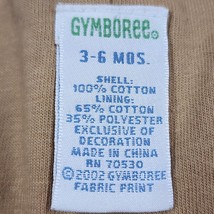 GYMBOREE®
3-6 MOS.
SHELL:
100% COTTON
LINING:
65% COTTON
35% POLYESTER
EXCLUSIVE OF
DECORATION
MADE IN CHINA
RN 70530
©2002 GYMBOREE
FABRIC PRINT